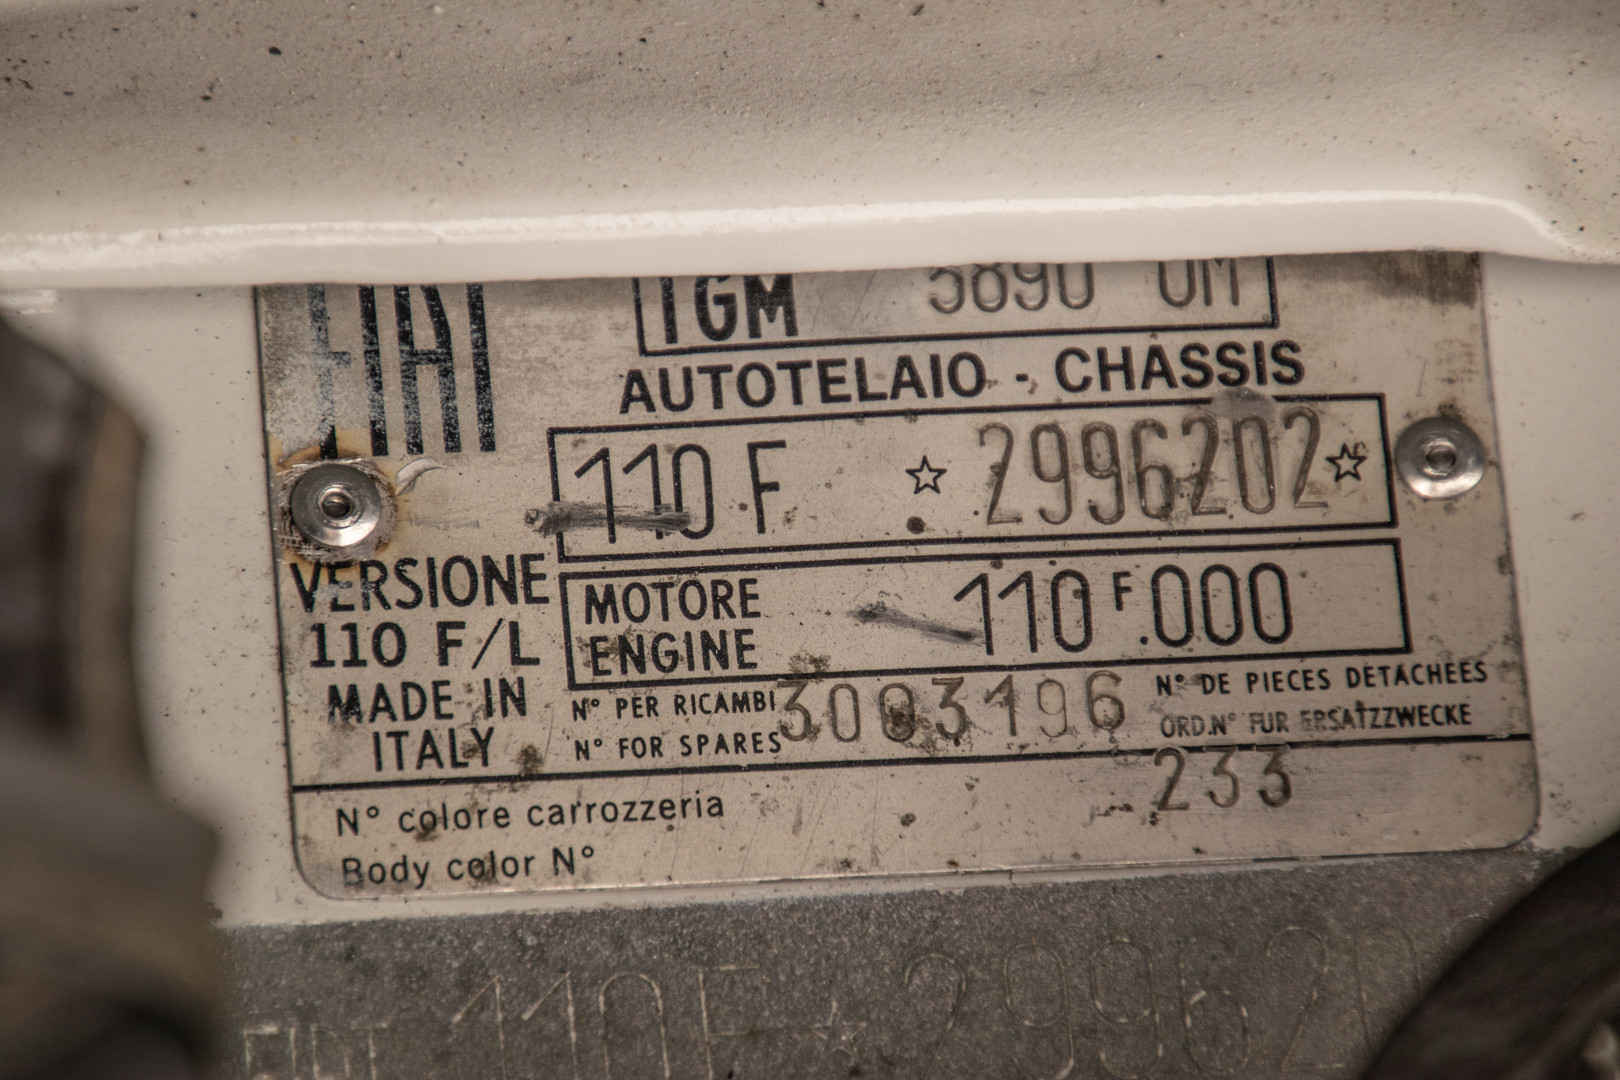 FIAT
IGM 5890 OM
AUTOTELAIO - CHASSIS
110 F ☆ 2996202 ☆
VERSIONE
110 F/L
MADE IN
ITALY
MOTORE
ENGINE
110 F.000
N° PER RICAMBI
N° FOR SPARES
3003196
N° DE PIECES DETACHEES
ORD.N° FUR ERSATZZWECKE
N° colore carrozzeria
Body color N°
233
FIAT 110F ☆ 299620